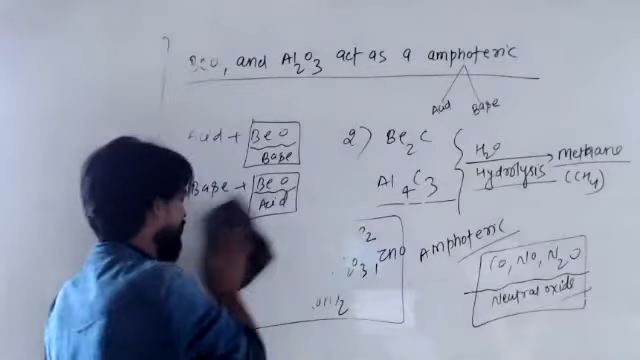 BeO, and Al2O3 act as a amphoteric
Acid Base
Acid + BeO
Base
Base + BeO
Acid
2) Be2C
Al4C3
H2O
Hydrolysis
methane
(CH4)
O3, ZnO
Amphoteric
CO, NO, N2O
Neutral oxide